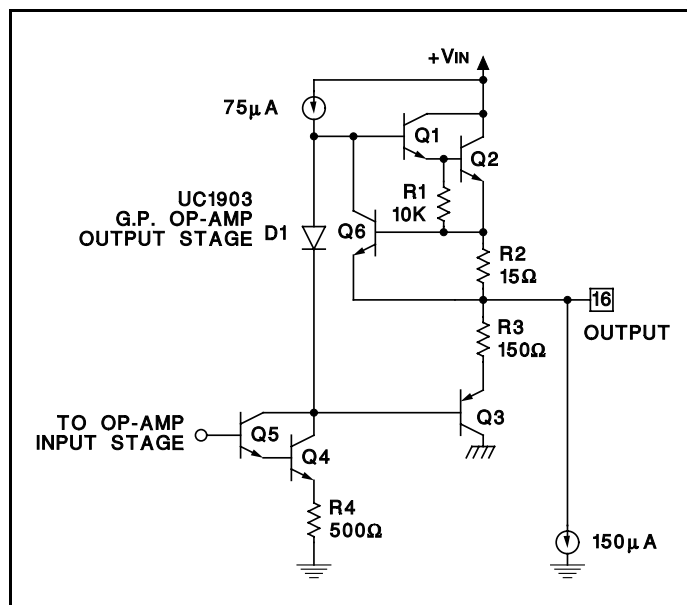 +VIN
75μA
Q1
Q2
R1
10K
UC1903
G.P. OP-AMP
OUTPUT STAGE
D1
Q6
R2
15Ω
16
OUTPUT
R3
150Ω
TO OP-AMP
INPUT STAGE
Q5
Q4
Q3
R4
500Ω
150μA